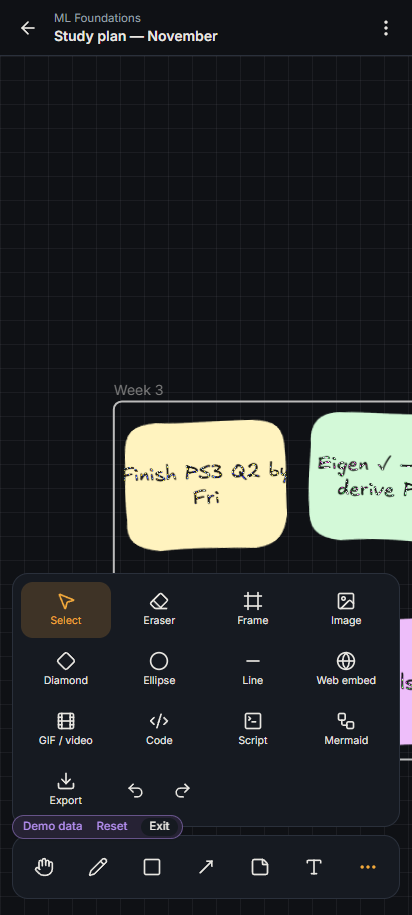 ML Foundations
Study plan — November
Week 3
Finish PS3 Q2 by
Fri
Eigen ✓ —
derive P
Select
Eraser
Frame
Image
Diamond
Ellipse
Line
Web embed
GIF / video
Code
Script
Mermaid
Export
Demo data
Reset
Exit